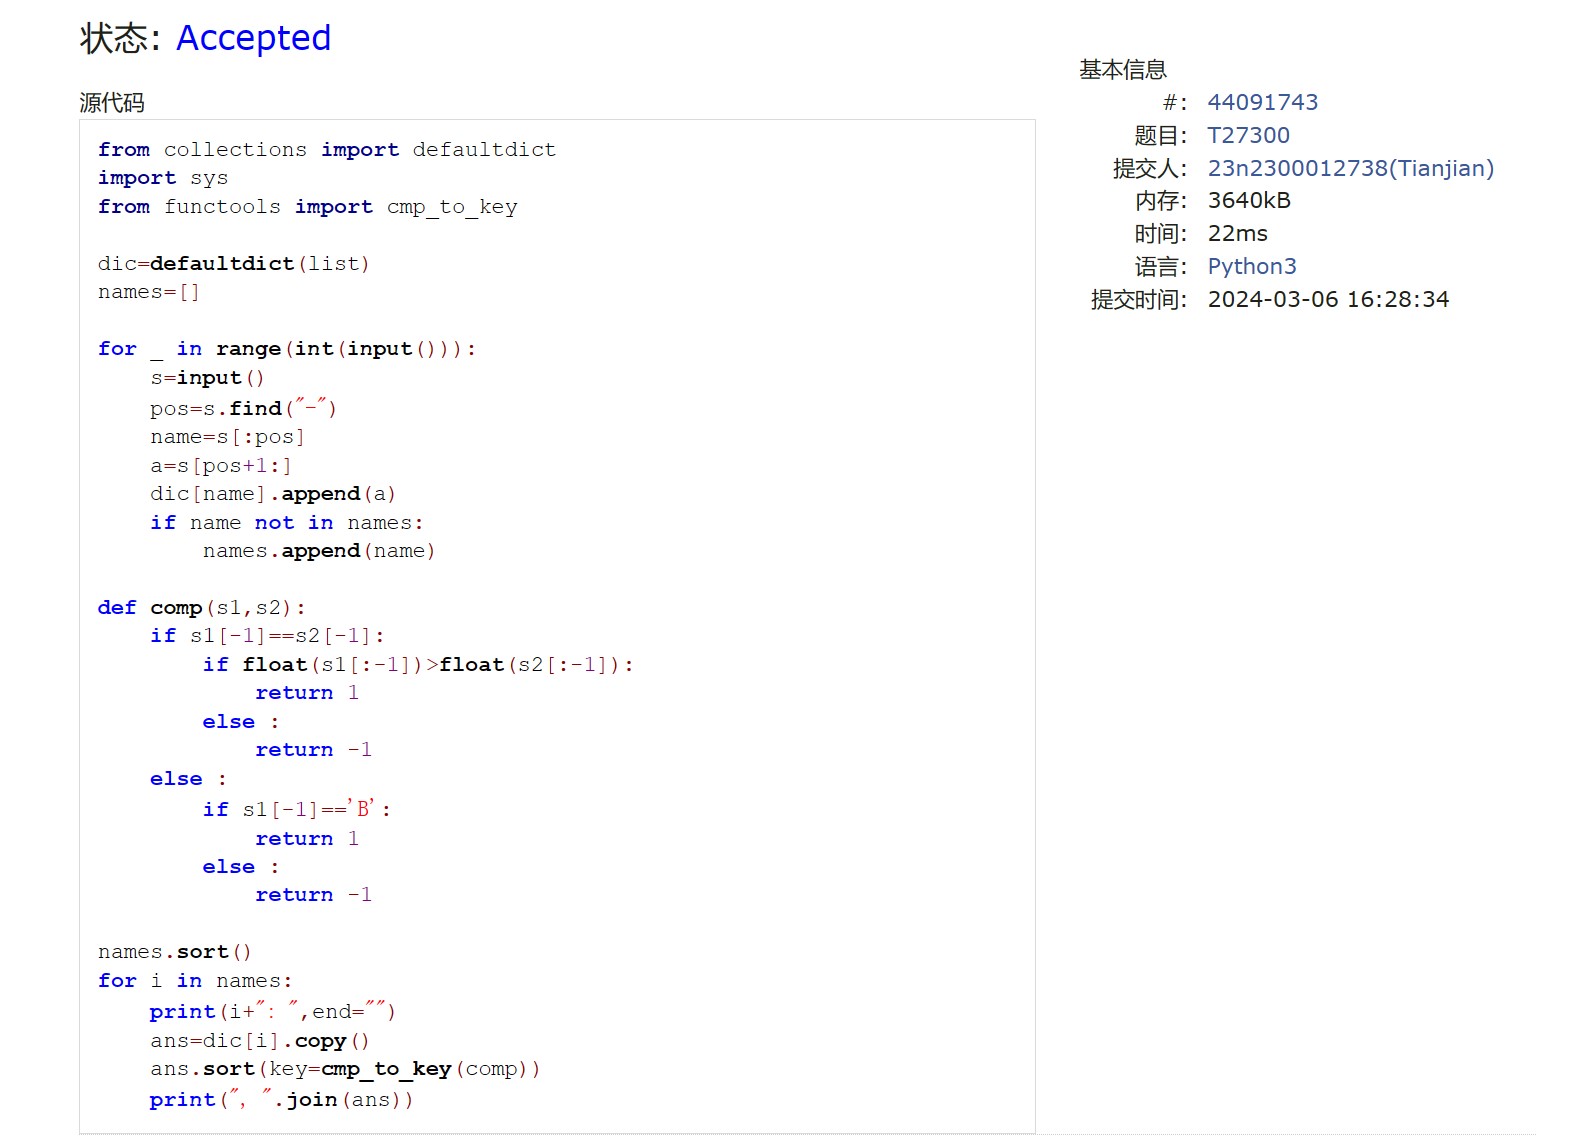 状态: Accepted
源代码
from collections import defaultdict
import sys
from functools import cmp_to_key

dic=defaultdict(list)
names=[]

for _ in range(int(input())):
    s=input()
    pos=s.find("-")
    name=s[:pos]
    a=s[pos+1:]
    dic[name].append(a)
    if name not in names:
        names.append(name)

def comp(s1,s2):
    if s1[-1]==s2[-1]:
        if float(s1[:-1])>float(s2[:-1]):
            return 1
        else :
            return -1
    else :
        if s1[-1]=='B':
            return 1
        else :
            return -1

names.sort()
for i in names:
    print(i+": ",end="")
    ans=dic[i].copy()
    ans.sort(key=cmp_to_key(comp))
    print(", ".join(ans))
基本信息
#: 44091743
题目: T27300
提交人: 23n2300012738(Tianjian)
内存: 3640kB
时间: 22ms
语言: Python3
提交时间: 2024-03-06 16:28:34